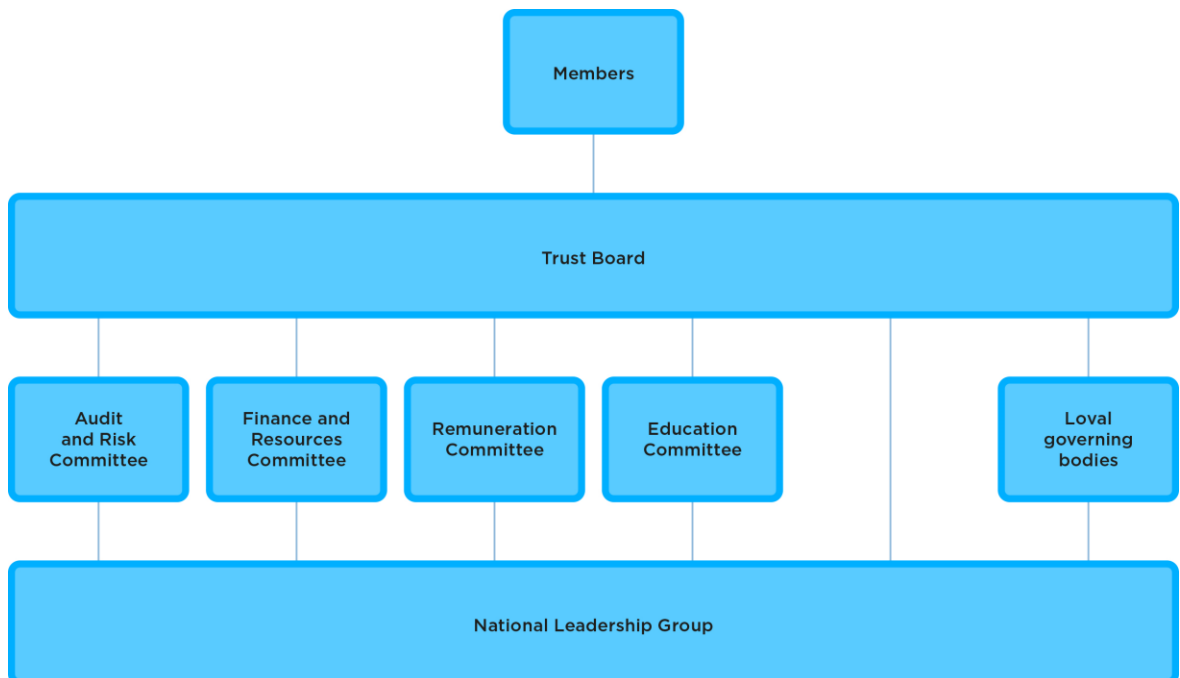 Members
Trust Board
Audit
and Risk
Committee
Finance and
Resources
Committee
Remuneration
Committee
Education
Committee
Loval
governing
bodies
National Leadership Group